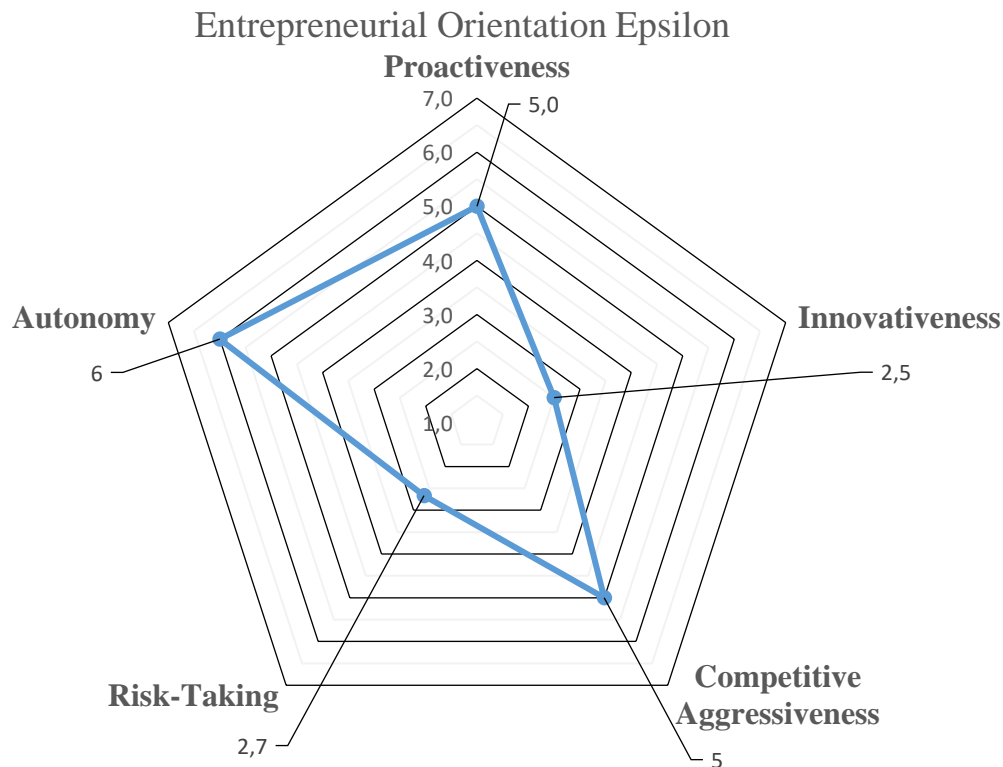 Entrepreneurial Orientation Epsilon
Proactiveness
7,0
5,0
6,0
5,0
4,0
Autonomy
3,0
Innovativeness
6
2,0
2,5
1,0
Risk-Taking
Competitive
Aggressiveness
2,7
5